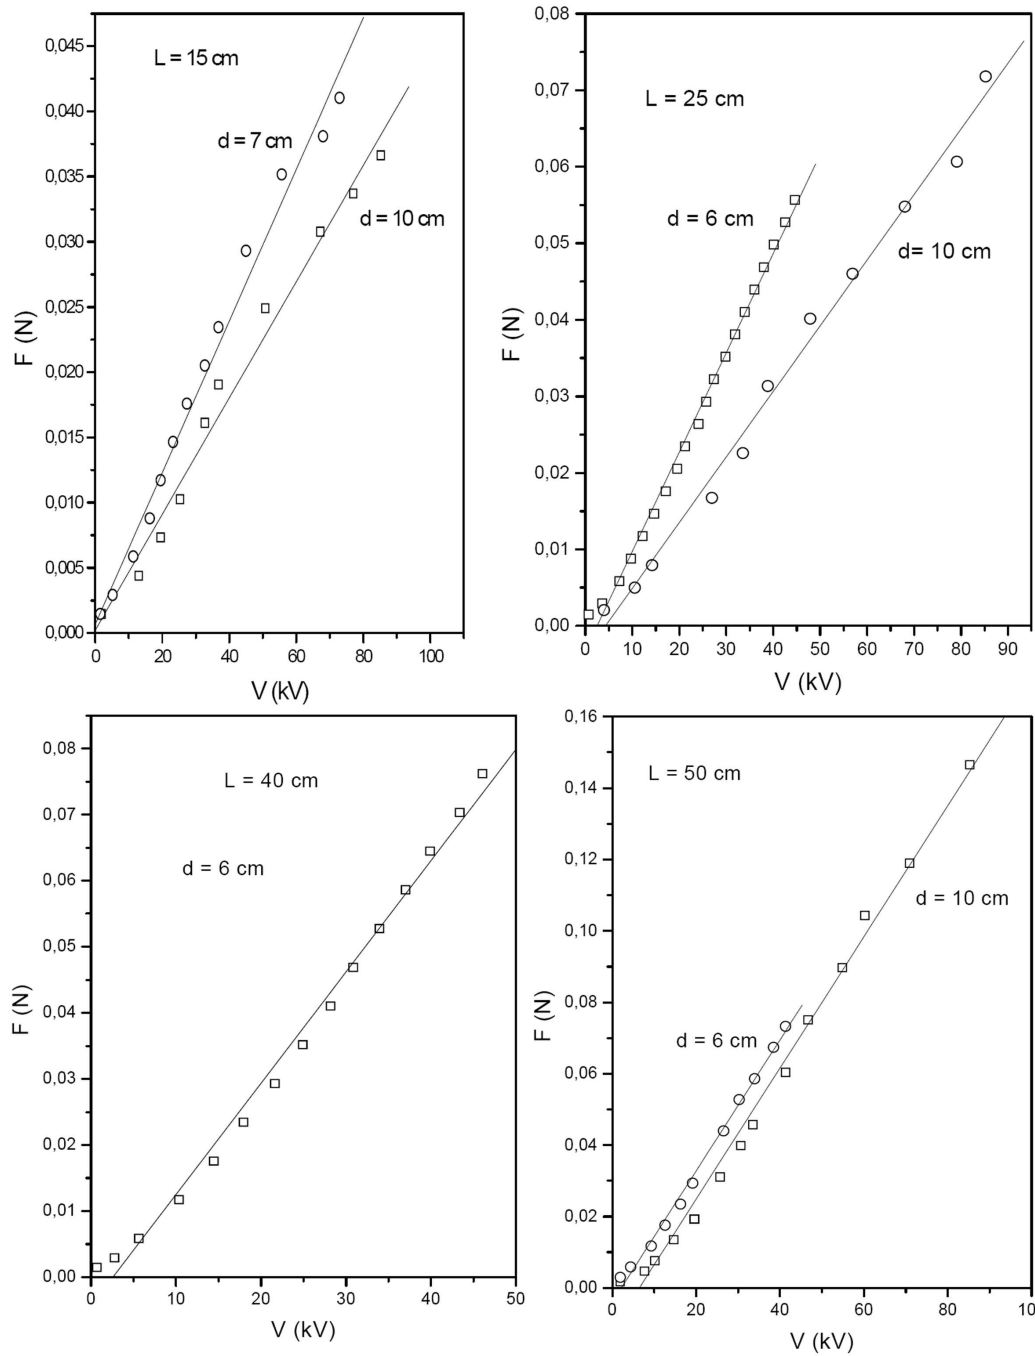 L = 15 cm
d = 7 cm
d = 10 cm
F (N)
0,045
0,040
0,035
0,030
0,025
0,020
0,015
0,010
0,005
0,000
0 20 40 60 80 100
V (kV)
L = 25 cm
d = 6 cm
d= 10 cm
F (N)
0,08
0,07
0,06
0,05
0,04
0,03
0,02
0,01
0,00
0 10 20 30 40 50 60 70 80 90
V (kV)
L = 40 cm
d = 6 cm
F (N)
0,08
0,07
0,06
0,05
0,04
0,03
0,02
0,01
0,00
0 10 20 30 40 50
V (kV)
L = 50 cm
d = 10 cm
d = 6 cm
F (N)
0,16
0,14
0,12
0,10
0,08
0,06
0,04
0,02
0,00
0 20 40 60 80 10
V (kV)